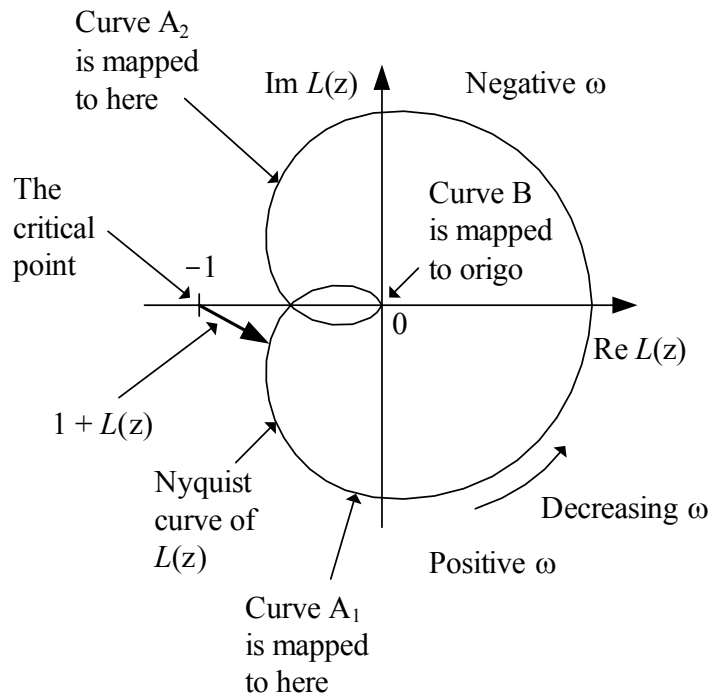 Curve A₂
is mapped
to here
Im L(z)
Negative ω
The
critical
point
−1
Curve B
is mapped
to origo
0
Re L(z)
1 + L(z)
Nyquist
curve of
L(z)
Decreasing ω
Positive ω
Curve A₁
is mapped
to here